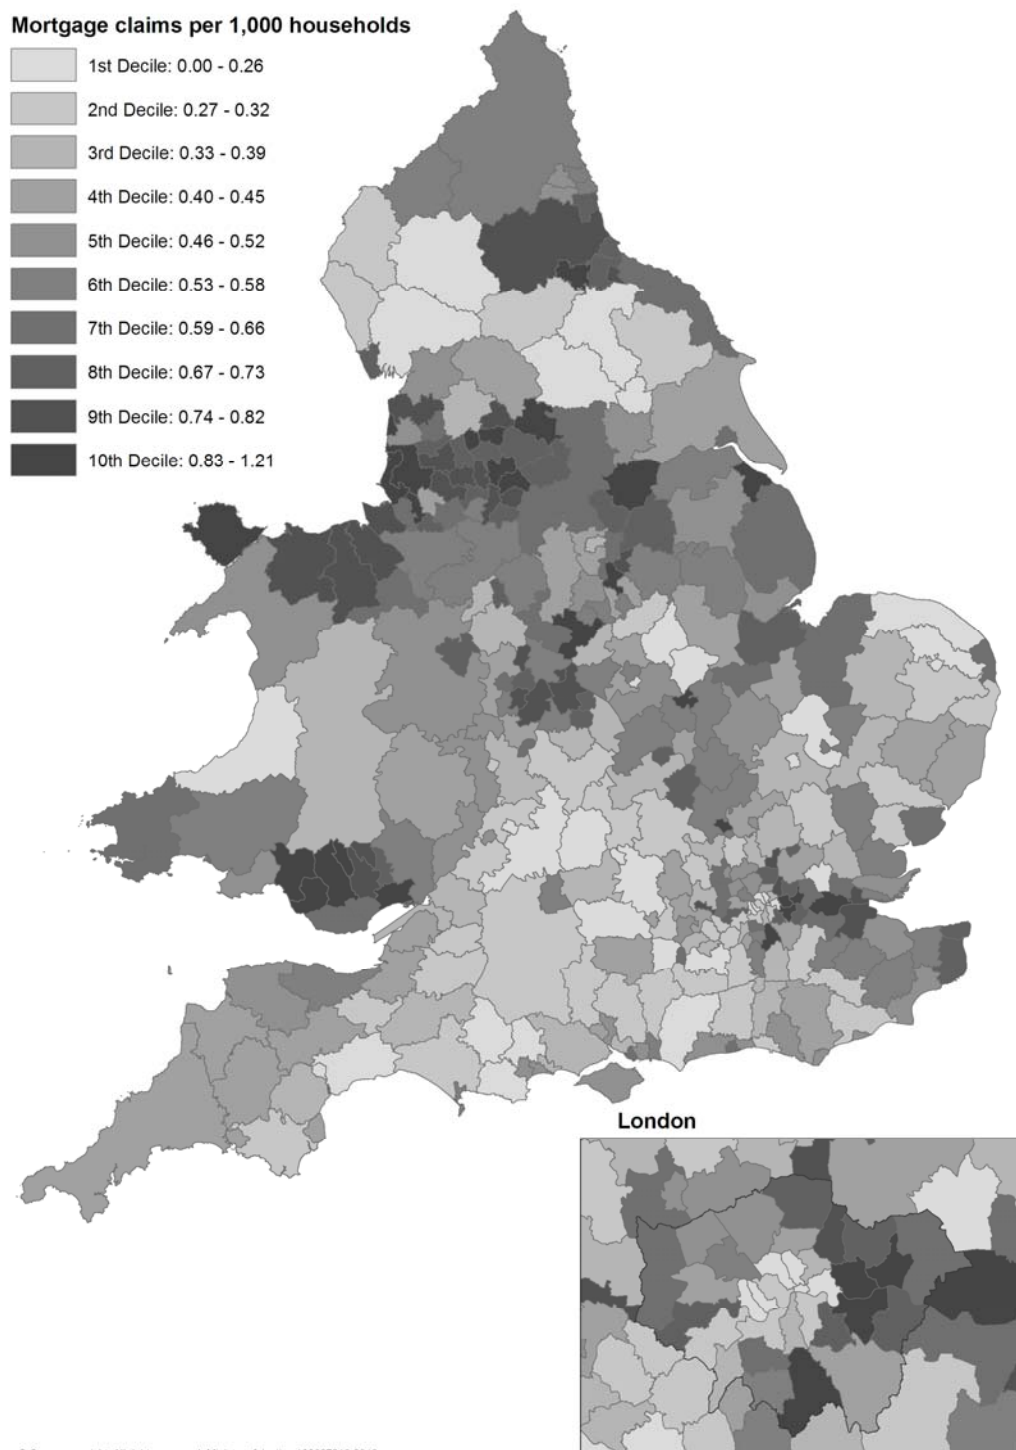 Mortgage claims per 1,000 households
1st Decile: 0.00 - 0.26
2nd Decile: 0.27 - 0.32
3rd Decile: 0.33 - 0.39
4th Decile: 0.40 - 0.45
5th Decile: 0.46 - 0.52
6th Decile: 0.53 - 0.58
7th Decile: 0.59 - 0.66
8th Decile: 0.67 - 0.73
9th Decile: 0.74 - 0.82
10th Decile: 0.83 - 1.21
London